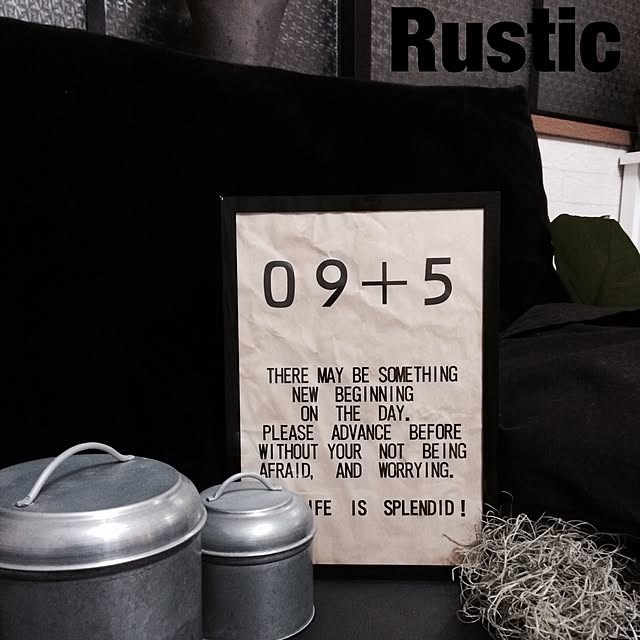 Rustic
09+5
THERE MAY BE SOMETHING
NEW BEGINNING
ON THE DAY.
PLEASE ADVANCE BEFORE
WITHOUT YOUR NOT BEING
AFRAID, AND WORRYING.
IFE IS SPLENDID!